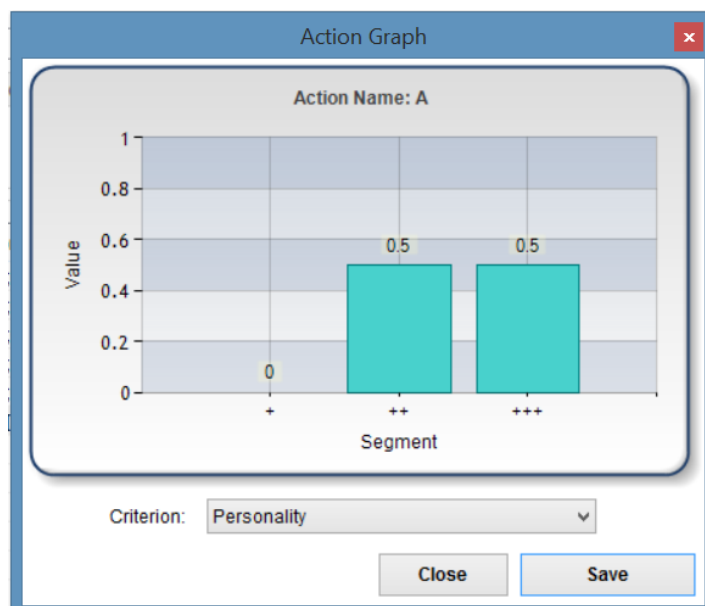 Action Graph
x
Action Name: A
1
0.8
0.6
0.4
0.2
0
Value
0
0.5
0.5
+
++
+++
Segment
Criterion:
Personality
Close
Save